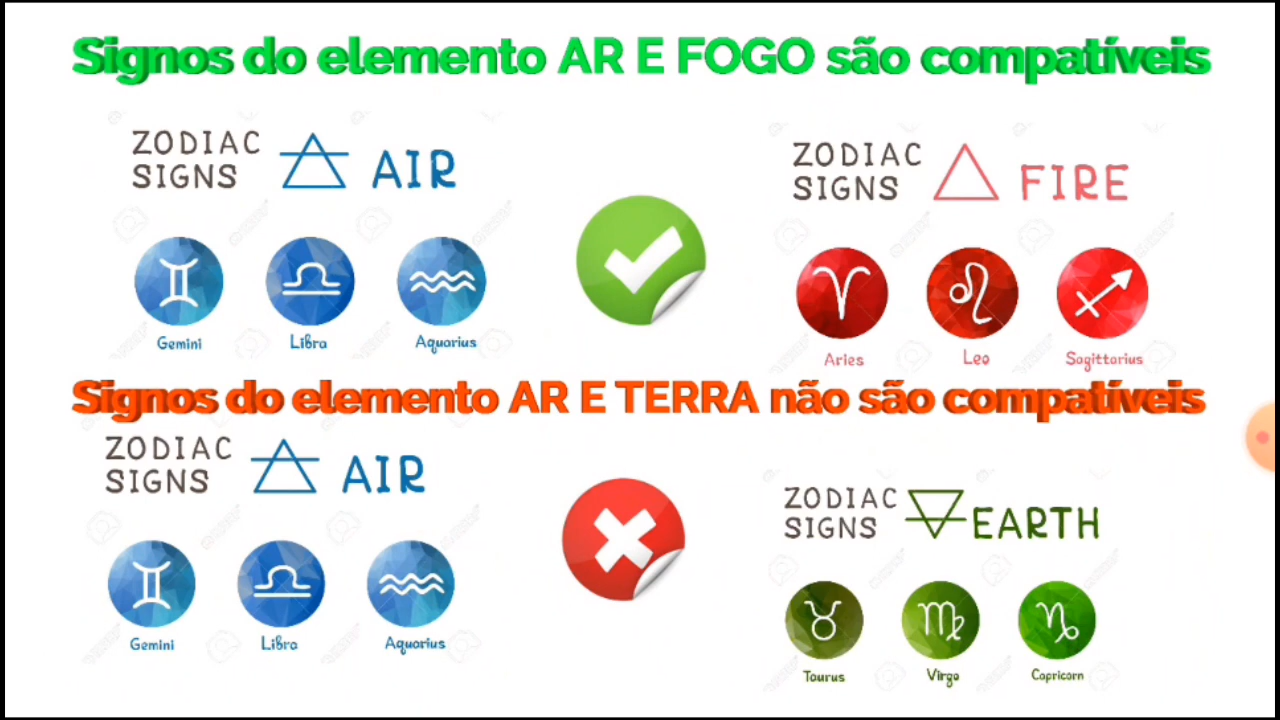 Signos do elemento AR E FOGO são compatíveis
ZODIAC
SIGNS
AIR
Gemini
Libra
Aquarius
ZODIAC
SIGNS
FIRE
Aries
Leo
Sagittarius
Signos do elemento AR E TERRA não são compatíveis
ZODIAC
SIGNS
AIR
Gemini
Libra
Aquarius
ZODIAC
SIGNS
EARTH
Taurus
Virgo
Capricorn